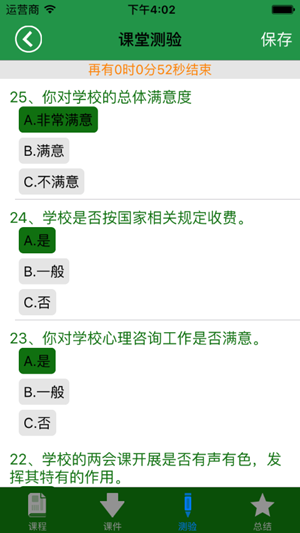 运营商 下午4:02
课堂测验 保存
再有0时0分52秒结束
25、你对学校的总体满意度
A.非常满意
B.满意
C.不满意
24、学校是否按国家相关规定收费。
A.是
B.一般
C.否
23、你对学校心理咨询工作是否满意。
A.是
B.一般
C.否
22、学校的两会课开展是否有声有色，发
挥其特有的作用。
课程 课件 测验 总结